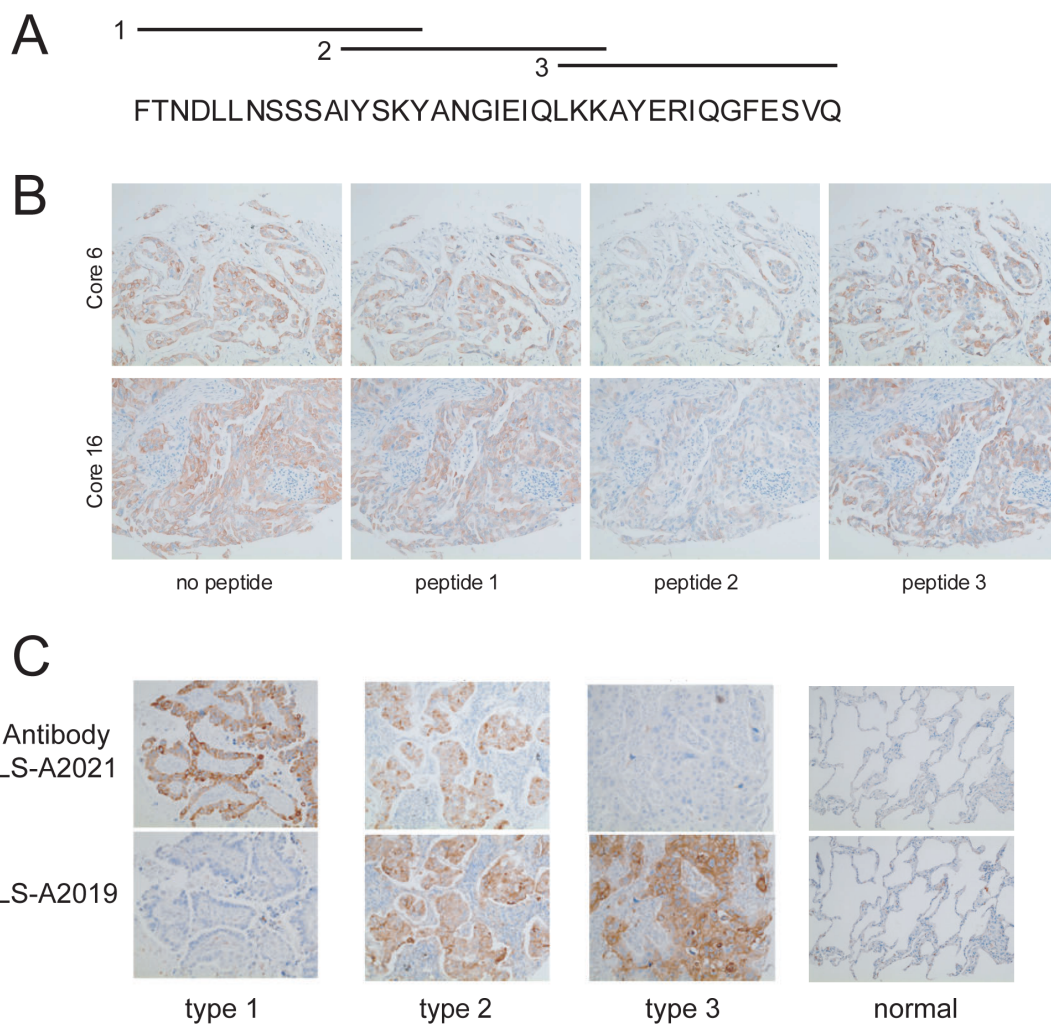 A
1
2
3
FTNDLLNSSSAIYSKYANGIEIQLKKAYERIQGFESVQ
B
Core 6
Core 16
no peptide peptide 1 peptide 2 peptide 3
C
Antibody
LS-A2021
LS-A2019
type 1 type 2 type 3 normal